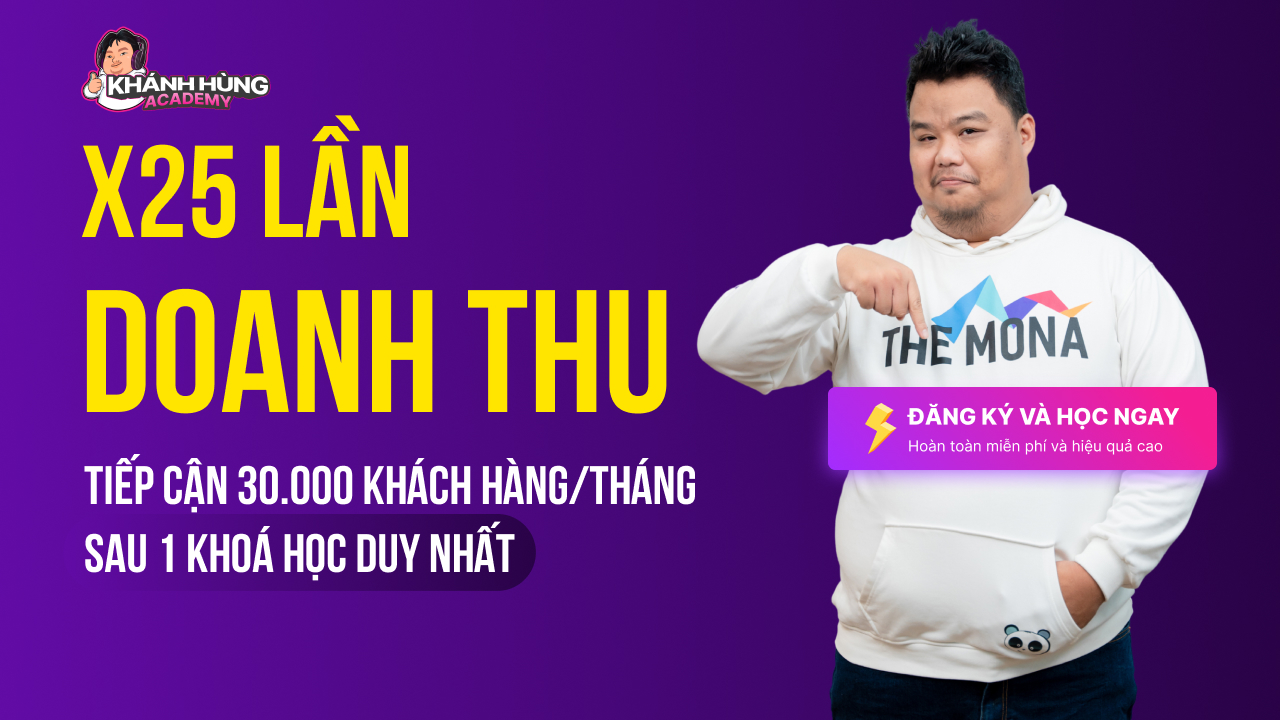 KHÁNH HÙNG
ACADEMY
X25 LẦN
DOANH THU
TIẾP CẬN 30.000 KHÁCH HÀNG/THÁNG
SAU 1 KHOÁ HỌC DUY NHẤT
THE MONA
ĐĂNG KÝ VÀ HỌC NGAY
Hoàn toàn miễn phí và hiệu quả cao